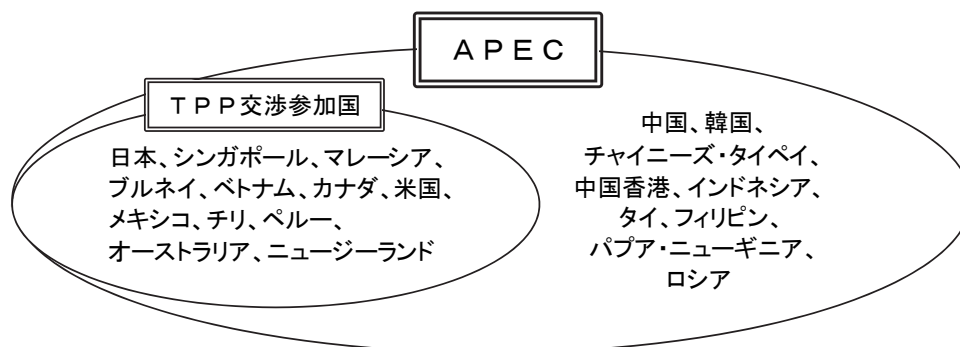 ＡＰＥＣ
ＴＰＰ交渉参加国
日本、シンガポール、マレーシア、
ブルネイ、ベトナム、カナダ、米国、
メキシコ、チリ、ペルー、
オーストラリア、ニュージーランド
中国、韓国、
チャイニーズ・タイペイ、
中国香港、インドネシア、
タイ、フィリピン、
パプア・ニューギニア、
ロシア